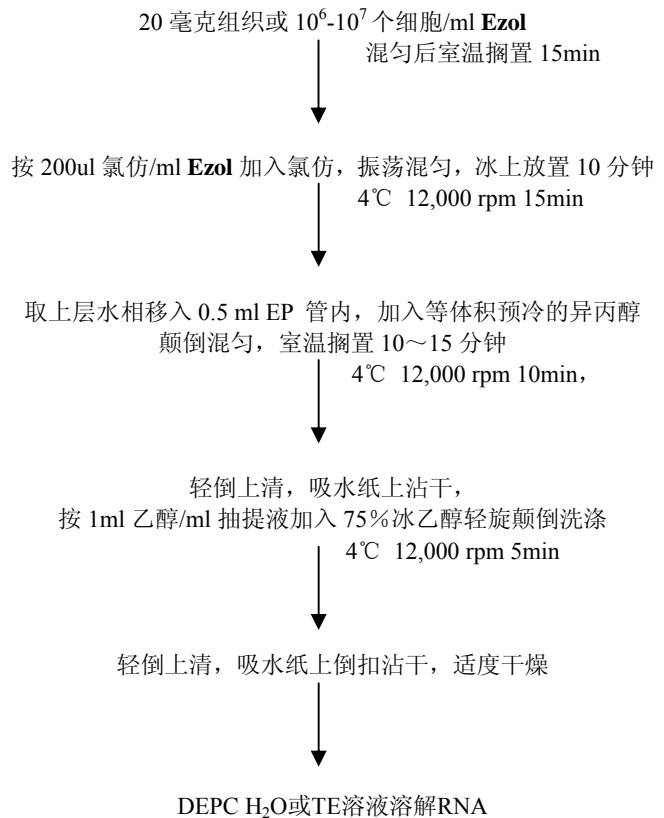 20 毫克组织或 10⁶-10⁷ 个细胞/ml Ezol
混匀后室温搁置 15min
按 200ul 氯仿/ml Ezol 加入氯仿，振荡混匀，冰上放置 10 分钟
4℃ 12,000 rpm 15min
取上层水相移入 0.5 ml EP 管内，加入等体积预冷的异丙醇
颠倒混匀，室温搁置 10～15 分钟
4℃ 12,000 rpm 10min，
轻倒上清，吸水纸上沾干，
按 1ml 乙醇/ml 抽提液加入 75％冰乙醇轻旋颠倒洗涤
4℃ 12,000 rpm 5min
轻倒上清，吸水纸上倒扣沾干，适度干燥
DEPC H₂O或TE溶液溶解RNA